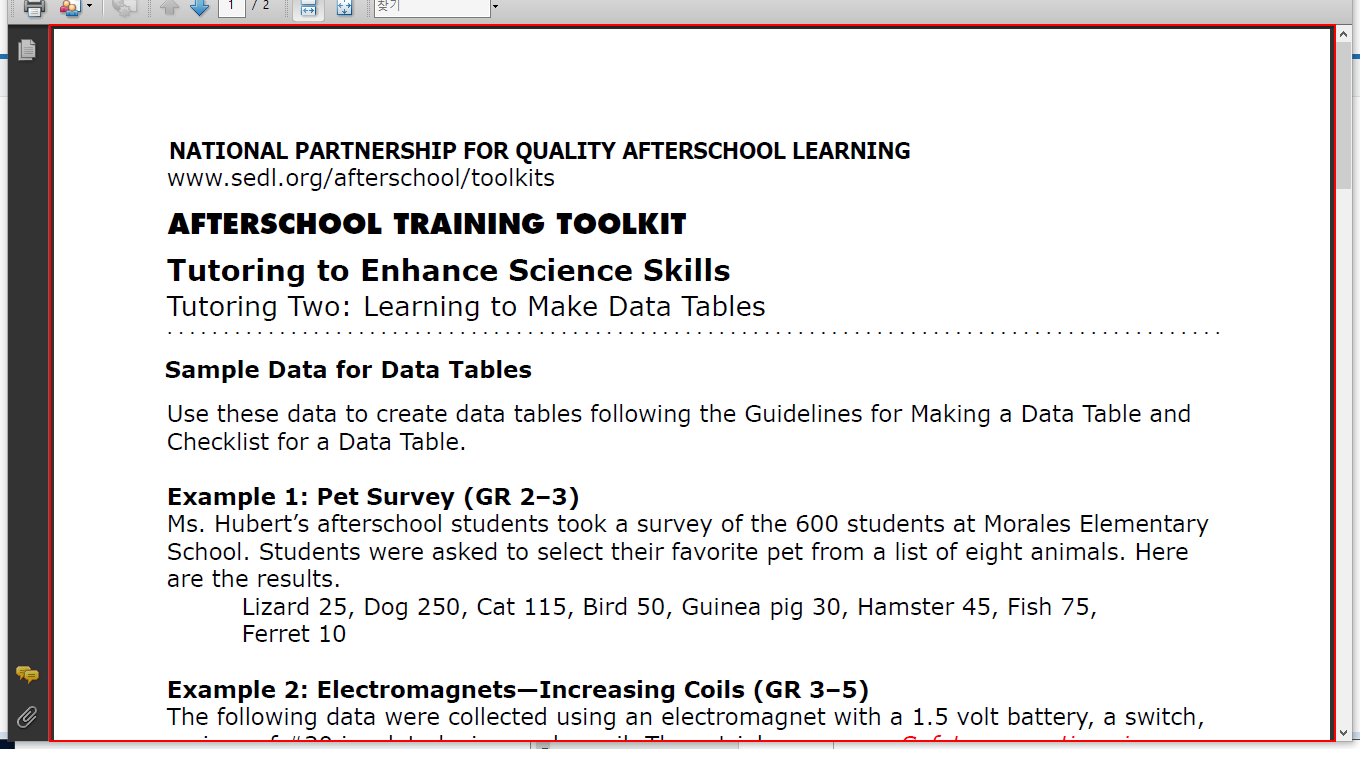 1 / 2 찾기
NATIONAL PARTNERSHIP FOR QUALITY AFTERSCHOOL LEARNING
www.sedl.org/afterschool/toolkits
AFTERSCHOOL TRAINING TOOLKIT
Tutoring to Enhance Science Skills
Tutoring Two: Learning to Make Data Tables
Sample Data for Data Tables
Use these data to create data tables following the Guidelines for Making a Data Table and
Checklist for a Data Table.
Example 1: Pet Survey (GR 2–3)
Ms. Hubert’s afterschool students took a survey of the 600 students at Morales Elementary
School. Students were asked to select their favorite pet from a list of eight animals. Here
are the results.
Lizard 25, Dog 250, Cat 115, Bird 50, Guinea pig 30, Hamster 45, Fish 75,
Ferret 10
Example 2: Electromagnets—Increasing Coils (GR 3–5)
The following data were collected using an electromagnet with a 1.5 volt battery, a switch,